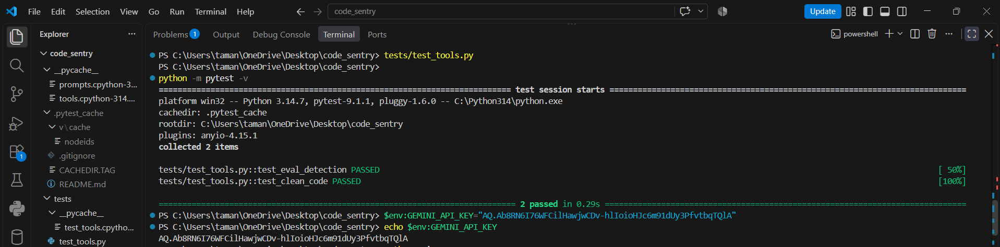 File Edit Selection View Go Run Terminal Help
code_sentry
Update
Explorer
code_sentry
__pycache__
prompts.cpython-3...
tools.cpython-314....
.pytest_cache
v\cache
nodeids
.gitignore
CACHEDIR.TAG
README.md
tests
__pycache__
test_tools.cpytho...
test_tools.py
1
Problems 1 Output Debug Console Terminal Ports
powershell
PS C:\Users\taman\OneDrive\Desktop\code_sentry> tests/test_tools.py
PS C:\Users\taman\OneDrive\Desktop\code_sentry>
python -m pytest -v
=========================================================================== test session starts ============================================================================
platform win32 -- Python 3.14.7, pytest-9.1.1, pluggy-1.6.0 -- C:\Python314\python.exe
cachedir: .pytest_cache
rootdir: C:\Users\taman\OneDrive\Desktop\code_sentry
plugins: anyio-4.15.1
collected 2 items
tests/test_tools.py::test_eval_detection PASSED [ 50%]
tests/test_tools.py::test_clean_code PASSED [100%]
============================================================================ 2 passed in 0.29s =============================================================================
PS C:\Users\taman\OneDrive\Desktop\code_sentry> $env:GEMINI_API_KEY="AQ.Ab8RN6I76WFCilHawjwCDv-hlIoioHJc6m91dUy3PfvtbqTQlA"
PS C:\Users\taman\OneDrive\Desktop\code_sentry> echo $env:GEMINI_API_KEY
AQ.Ab8RN6I76WFCilHawjwCDv-hlIoioHJc6m91dUy3PfvtbqTQlA